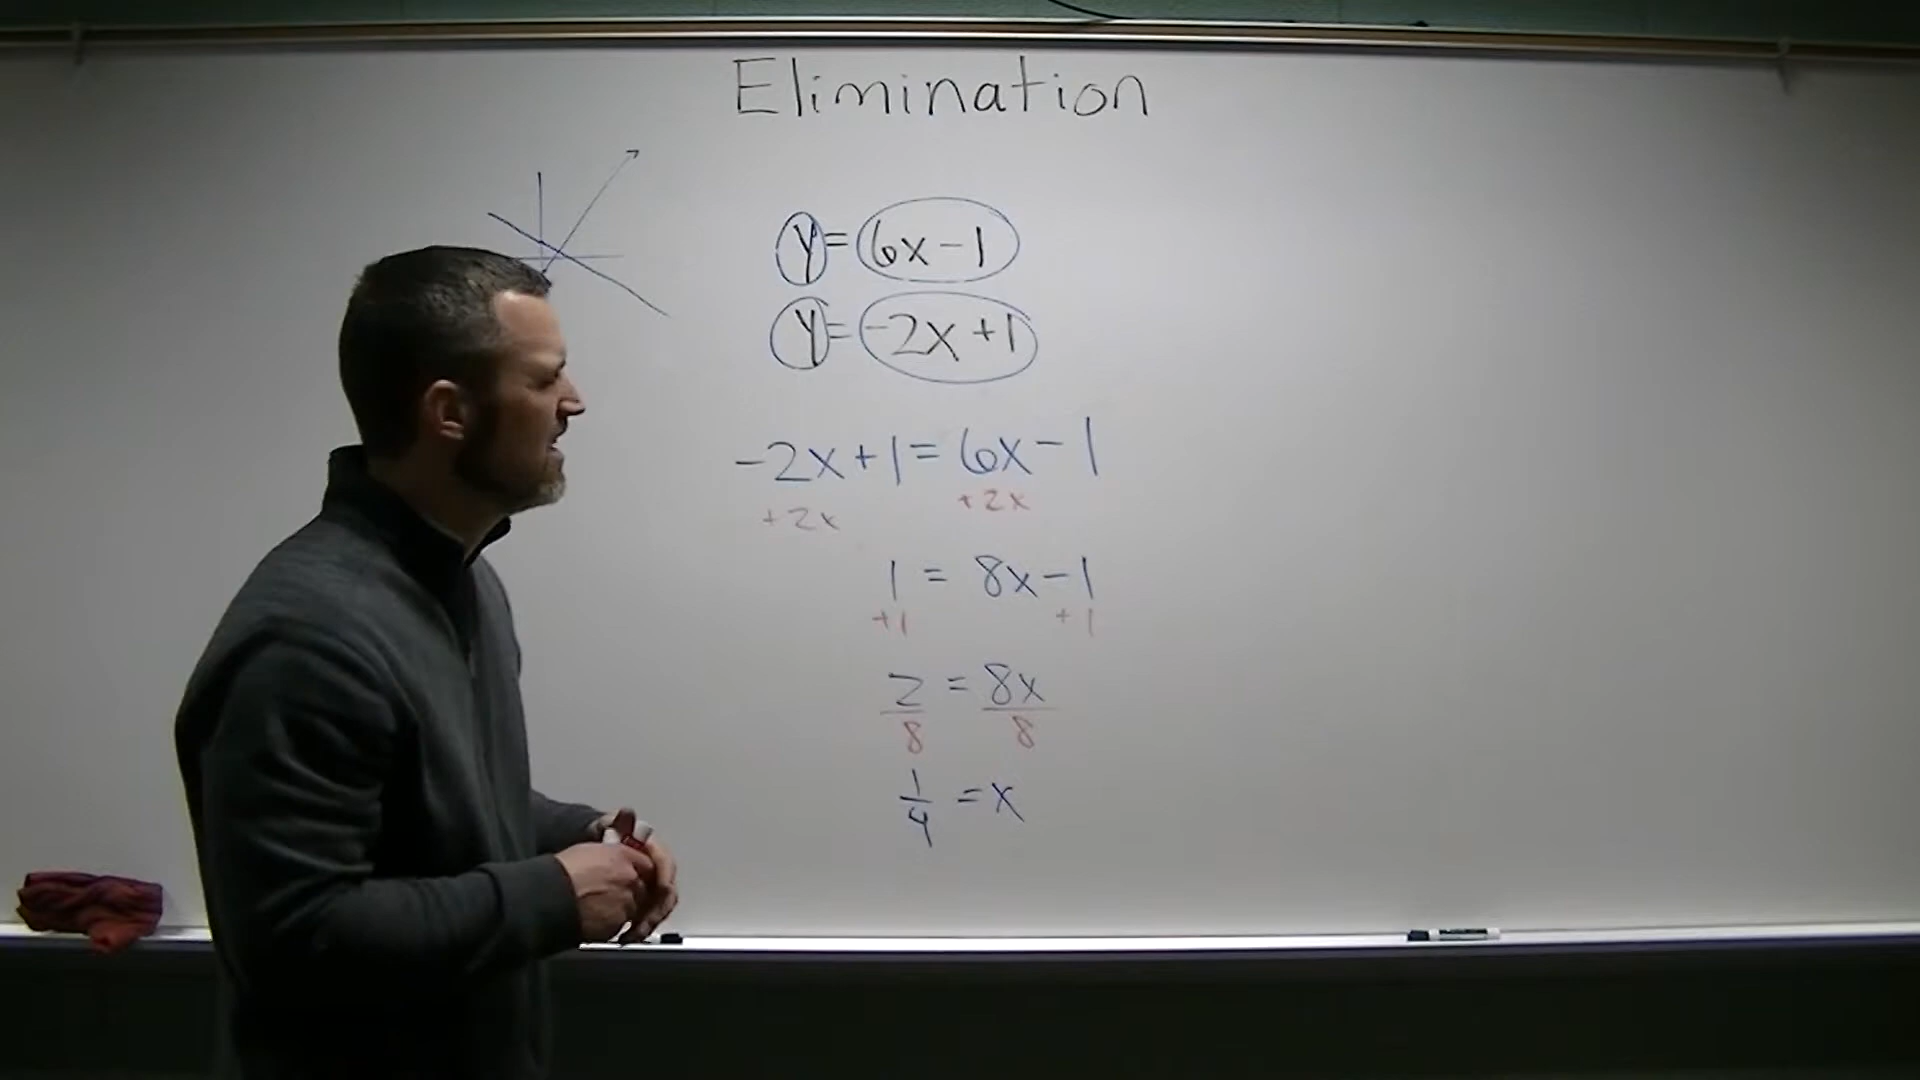 Elimination
y=6x-1
y=-2x+1
-2x+1=6x-1
+2x +2x
1=8x-1
+1 +1
2/8=8x/8
1/4=x